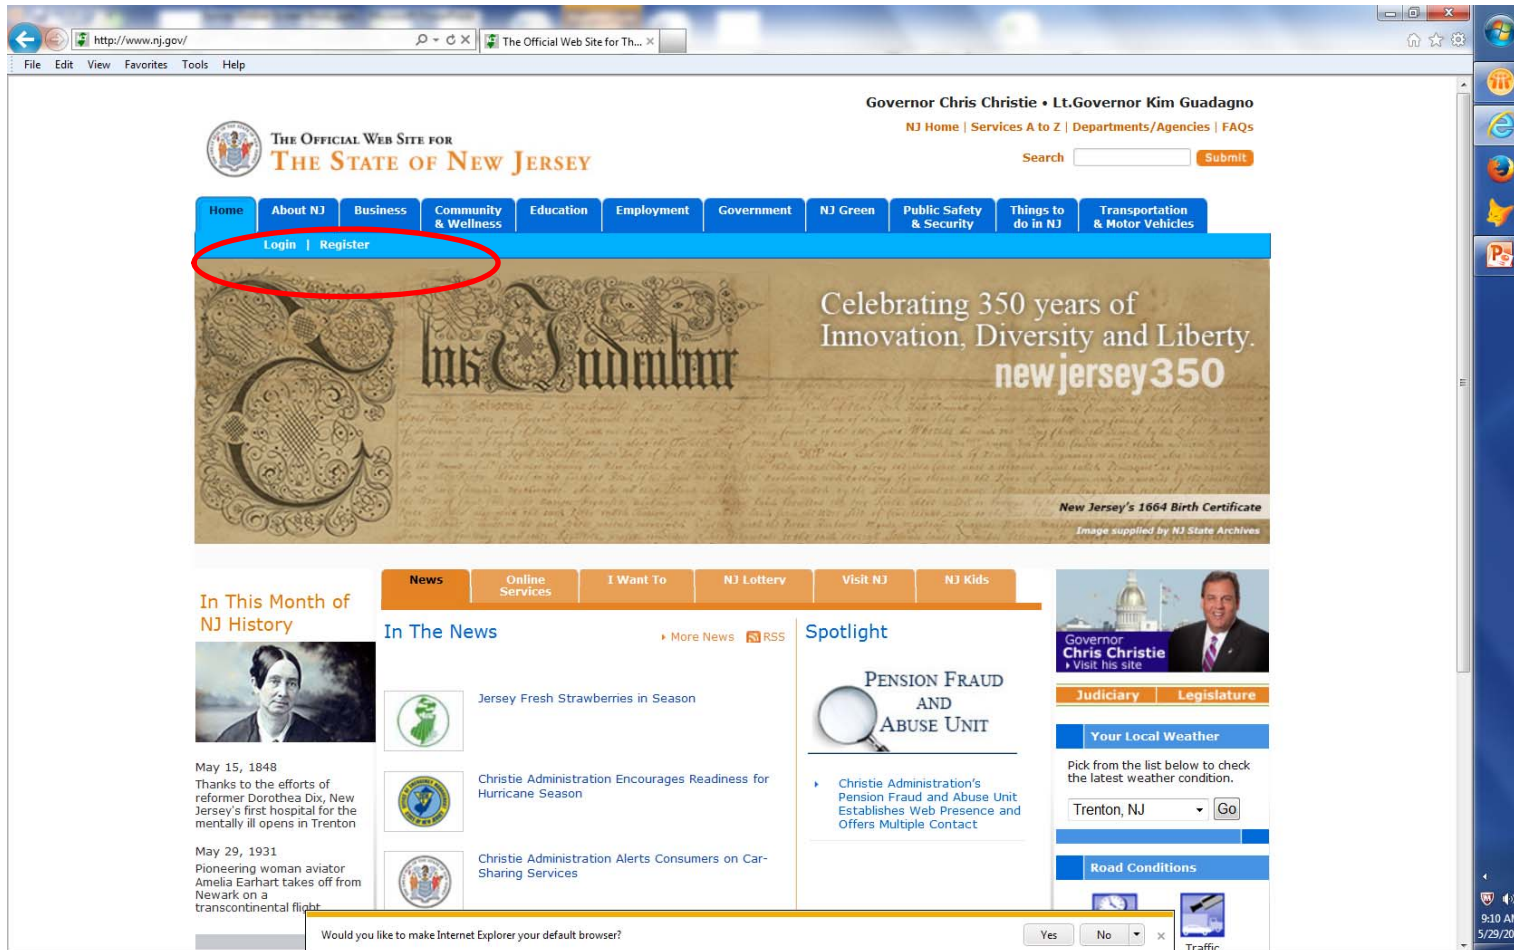 http://www.nj.gov/
The Official Web Site for Th...
File Edit View Favorites Tools Help
Governor Chris Christie • Lt.Governor Kim Guadagno
NJ Home | Services A to Z | Departments/Agencies | FAQs
Search Submit
THE OFFICIAL WEB SITE FOR
THE STATE OF NEW JERSEY
Home About NJ Business Community & Wellness Education Employment Government NJ Green Public Safety & Security Things to do in NJ Transportation & Motor Vehicles
Login | Register
Celebrating 350 years of
Innovation, Diversity and Liberty.
newjersey350
New Jersey's 1664 Birth Certificate
Image supplied by NJ State Archives
In This Month of
NJ History
May 15, 1848
Thanks to the efforts of
reformer Dorothea Dix, New
Jersey's first hospital for the
mentally ill opens in Trenton
May 29, 1931
Pioneering woman aviator
Amelia Earhart takes off from
Newark on a
transcontinental flight
News Online Services I Want To NJ Lottery Visit NJ NJ Kids
In The News
More News RSS
Jersey Fresh Strawberries in Season
Christie Administration Encourages Readiness for
Hurricane Season
Christie Administration Alerts Consumers on Car-
Sharing Services
Spotlight
PENSION FRAUD
AND
ABUSE UNIT
Christie Administration's
Pension Fraud and Abuse Unit
Establishes Web Presence and
Offers Multiple Contact
Governor
Chris Christie
Visit his site
Judiciary Legislature
Your Local Weather
Pick from the list below to check
the latest weather condition.
Trenton, NJ Go
Road Conditions
Traffic
Would you like to make Internet Explorer your default browser? Yes No
9:10 AM
5/29/20